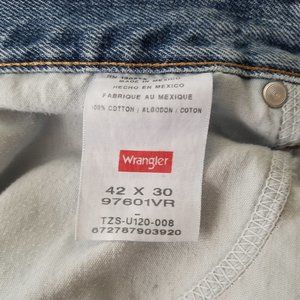 HECHO EN MEXICO
FABRIQUE AU MEXIQUE
100% COTTON / ALGODON / COTON
Wrangler
42 X 30
97601VR
-
TZS-U120-008
672787903920